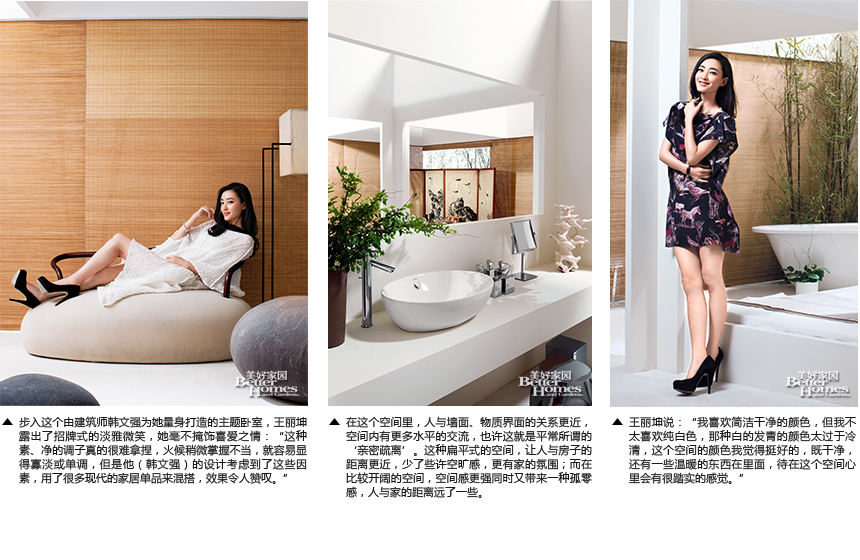 美好家园
Better
Homes
and Gardens.
▲ 步入这个由建筑师韩文强为她量身打造的主题卧室，王丽坤
露出了招牌式的淡雅微笑，她毫不掩饰喜爱之情：“这种
素、净的调子真的很难拿捏，火候稍微掌握不当，就容易显
得寡淡或单调，但是他（韩文强）的设计考虑到了这些因
素，用了很多现代的家居单品来混搭，效果令人赞叹。”
美好家园
Better
Homes
and Gardens.
▲ 在这个空间里，人与墙面、物质界面的关系更近，
空间内有更多水平的交流，也许这就是平常所谓的
‘亲密疏离’。这种扁平式的空间，让人与房子的
距离更近，少了些许空旷感，更有家的氛围；而在
比较开阔的空间，空间感更强同时又带来一种孤零
感，人与家的距离远了一些。
美好家园
Better
Homes
and Gardens.
▲ 王丽坤说：“我喜欢简洁干净的颜色，但我不
太喜欢纯白色，那种白的发青的颜色太过于冷
清，这个空间的颜色我觉得挺好的，既干净，
还有一些温暖的东西在里面，待在这个空间心
里会有很踏实的感觉。”